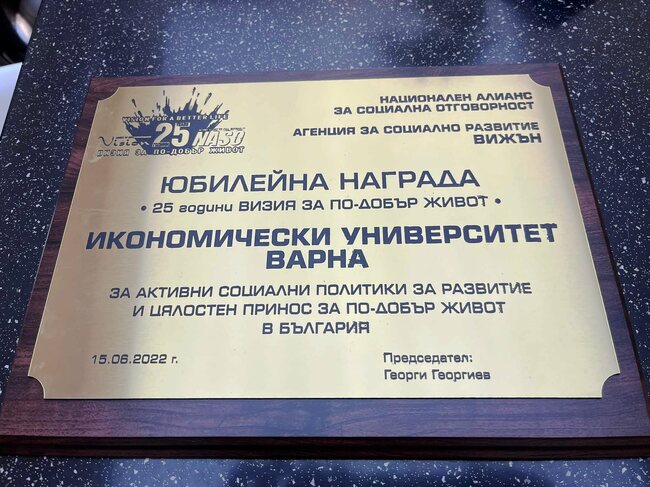 VISION FOR A BETTER LIFE
25 NASO
ВИЗИЯ ЗА ПО-ДОБЪР ЖИВОТ
НАЦИОНАЛЕН АЛИАНС
ЗА СОЦИАЛНА ОТГОВОРНОСТ
АГЕНЦИЯ ЗА СОЦИАЛНО РАЗВИТИЕ
ВИЖЪН
ЮБИЛЕЙНА НАГРАДА
• 25 години ВИЗИЯ ЗА ПО-ДОБЪР ЖИВОТ •
ИКОНОМИЧЕСКИ УНИВЕРСИТЕТ
ВАРНА
ЗА АКТИВНИ СОЦИАЛНИ ПОЛИТИКИ ЗА РАЗВИТИЕ
И ЦЯЛОСТЕН ПРИНОС ЗА ПО-ДОБЪР ЖИВОТ
В БЪЛГАРИЯ
15.06.2022 г.
Председател:
Георги Георгиев